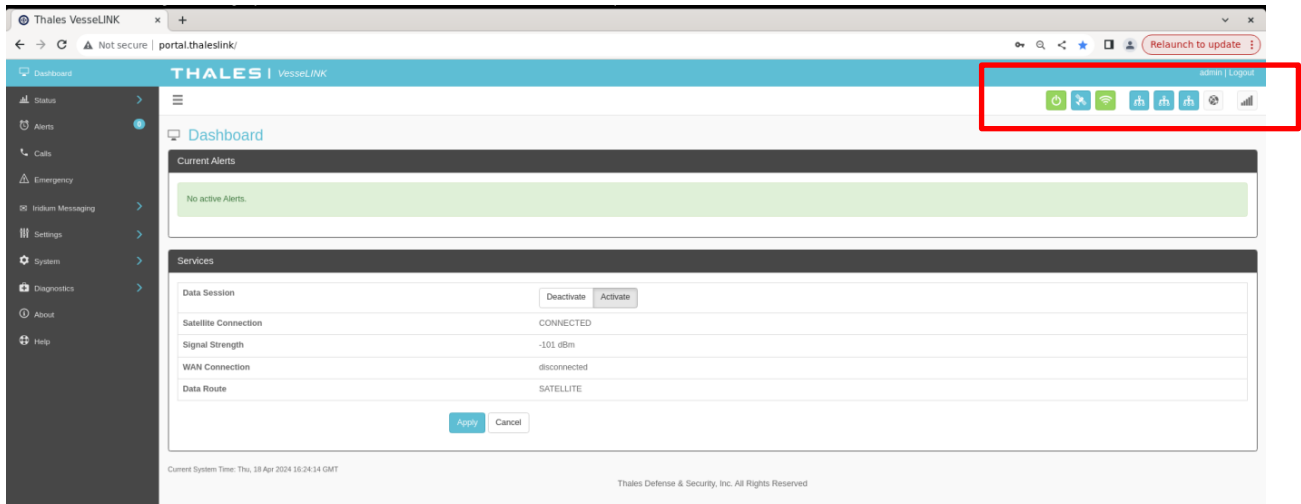 Thales VesseLINK
Not secure | portal.thaleslink/
Relaunch to update
Dashboard
THALES | VesseLINK
admin | Logout
Status
Alerts
0
Calls
Emergency
Iridium Messaging
Settings
System
Diagnostics
About
Help
Dashboard
Current Alerts
No active Alerts.
Services
Data Session Deactivate Activate
Satellite Connection CONNECTED
Signal Strength -101 dBm
WAN Connection disconnected
Data Route SATELLITE
Apply Cancel
Current System Time: Thu, 18 Apr 2024 16:24:14 GMT
Thales Defense & Security, Inc. All Rights Reserved